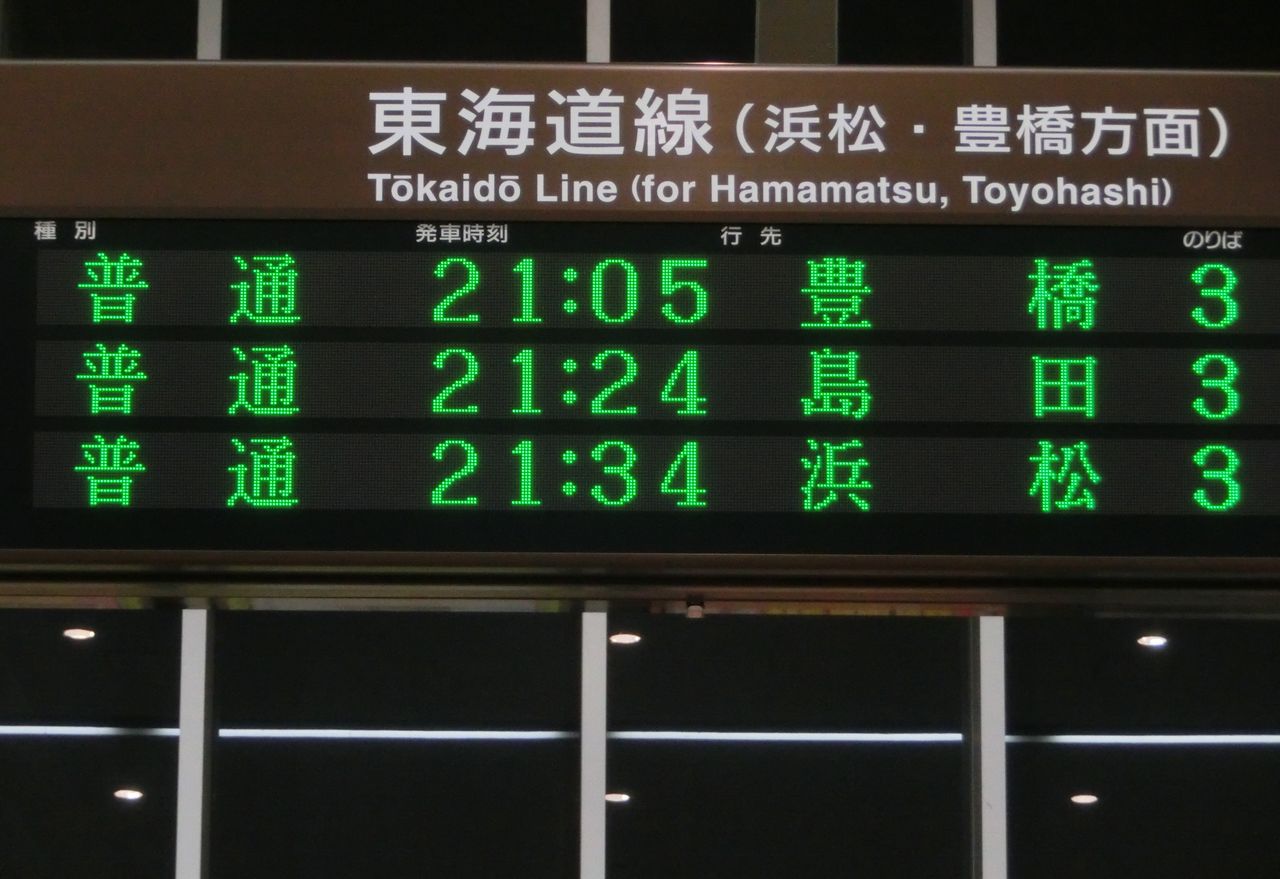 東海道線(浜松・豊橋方面)
Tōkaidō Line (for Hamamatsu, Toyohashi)
種別 発車時刻 行先 のりば
普通 21:05 豊橋 3
普通 21:24 島田 3
普通 21:34 浜松 3